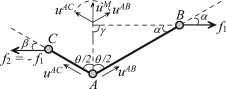 u^M
u^{AC} u^{AB} B α
γ α f_1
C
β
θ/2 θ/2
f_2 = -f_1
u^{AC} A u^{AB}